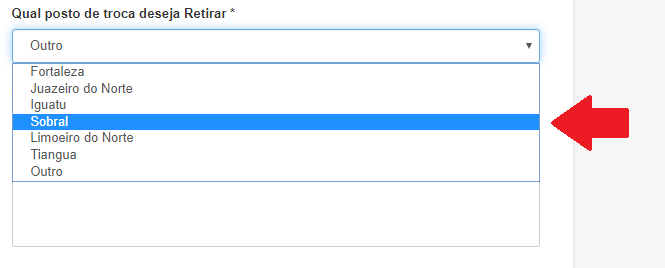 Qual posto de troca deseja Retirar *
Outro
Fortaleza
Juazeiro do Norte
Iguatu
Sobral
Limoeiro do Norte
Tiangua
Outro